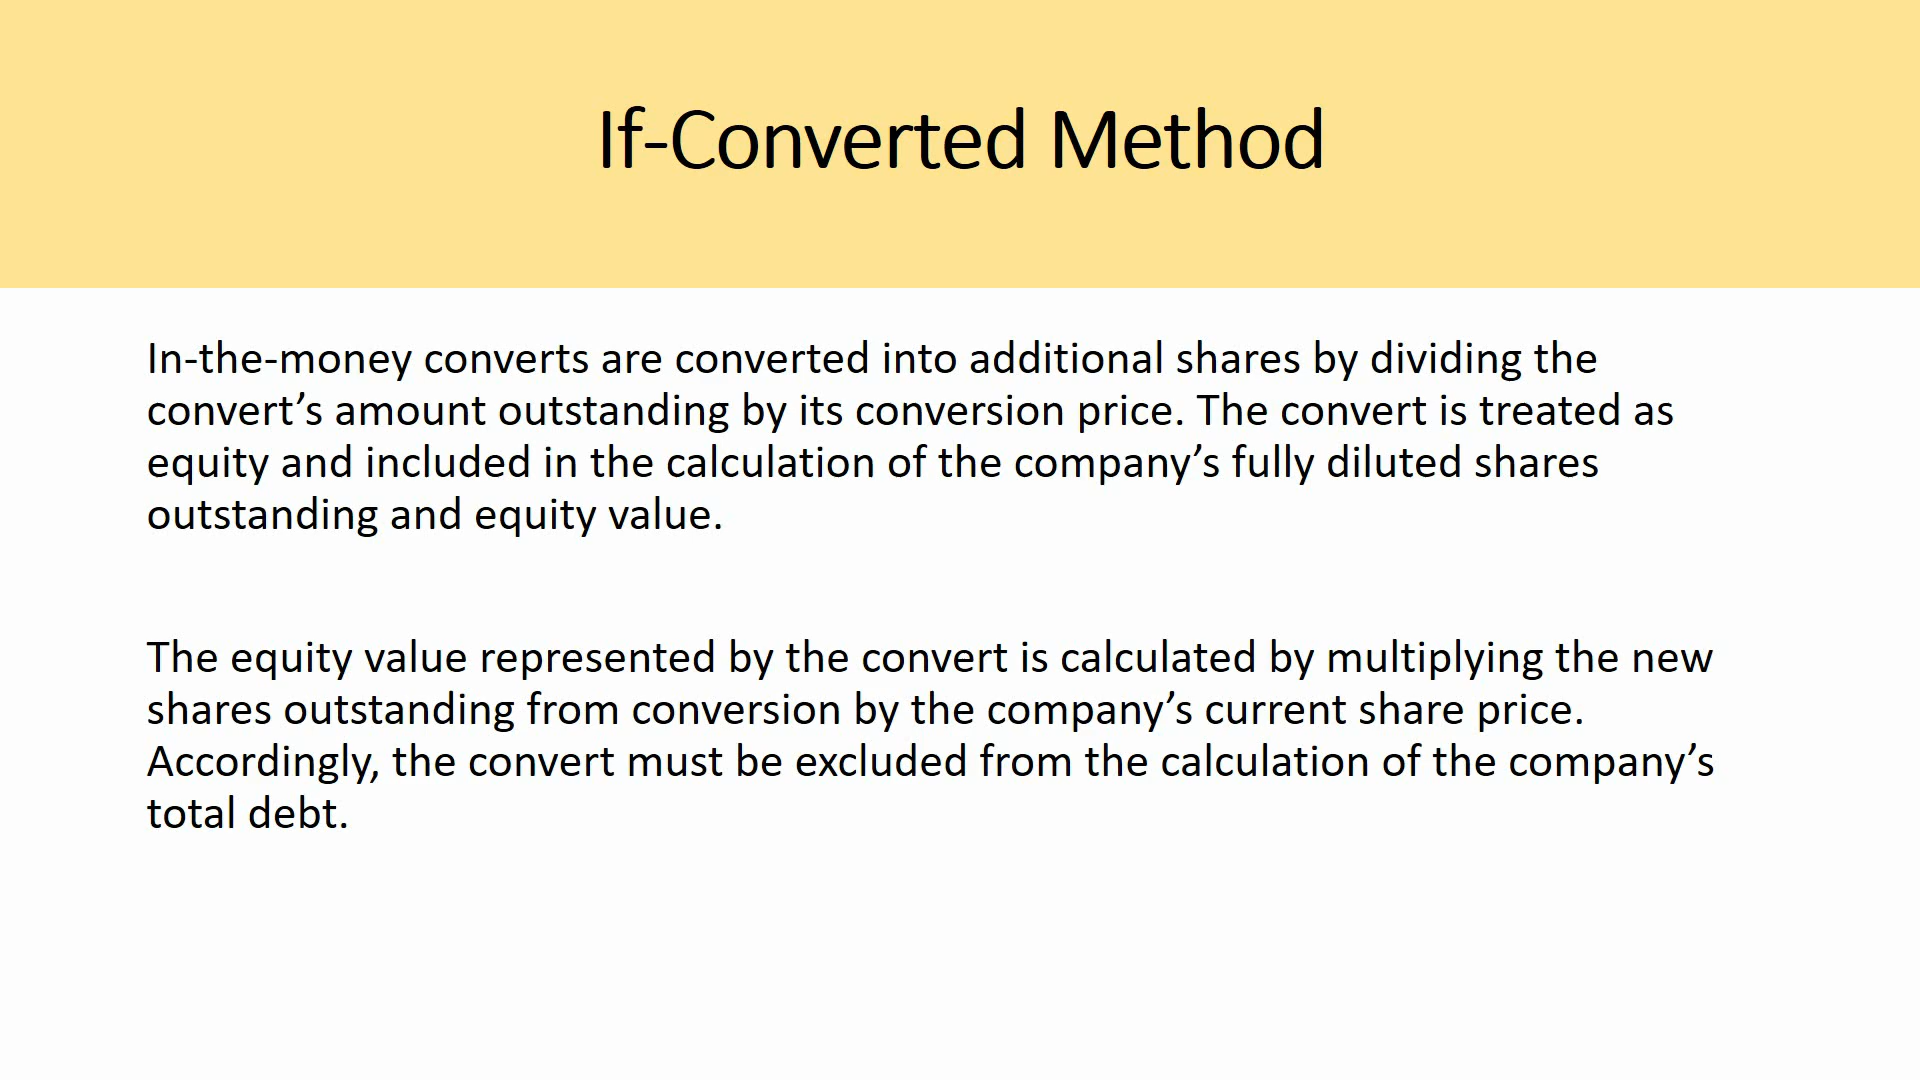 If-Converted Method
In-the-money converts are converted into additional shares by dividing the
convert’s amount outstanding by its conversion price. The convert is treated as
equity and included in the calculation of the company’s fully diluted shares
outstanding and equity value.
The equity value represented by the convert is calculated by multiplying the new
shares outstanding from conversion by the company’s current share price.
Accordingly, the convert must be excluded from the calculation of the company’s
total debt.